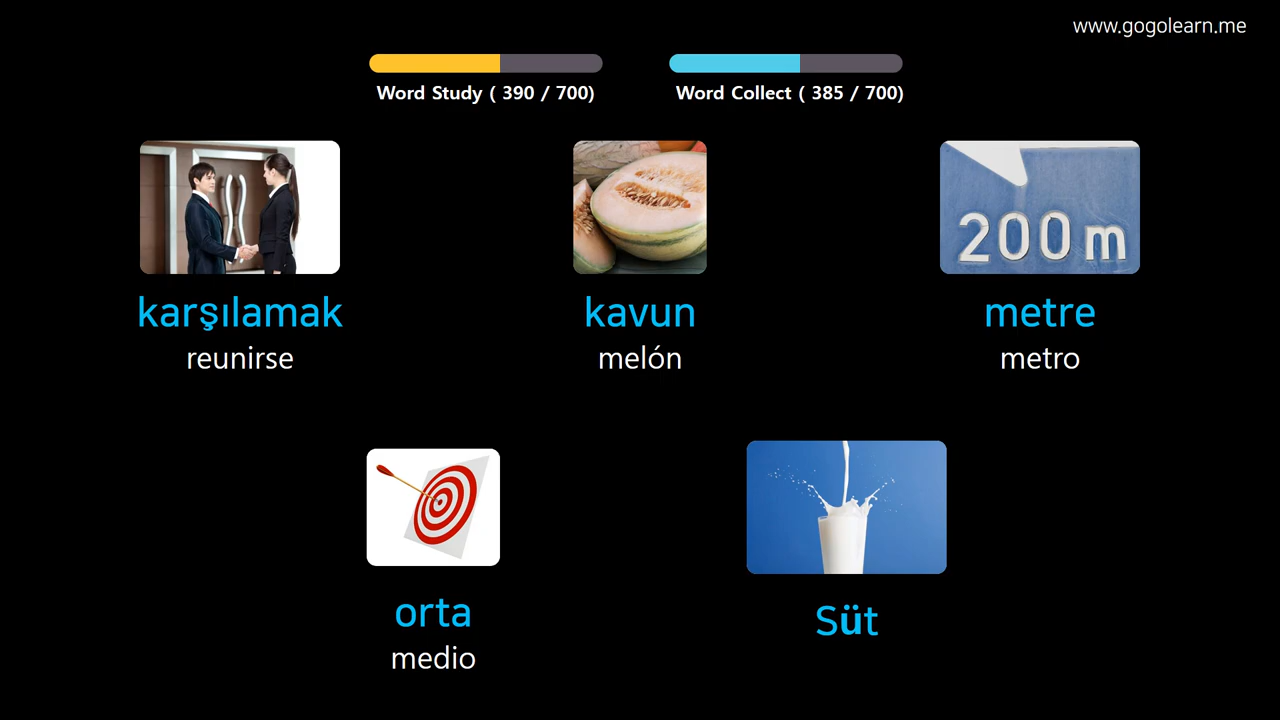 www.gogolearn.me
Word Study ( 390 / 700)
Word Collect ( 385 / 700)
200m
karşılamak
reunirse
kavun
melón
metre
metro
orta
medio
Süt